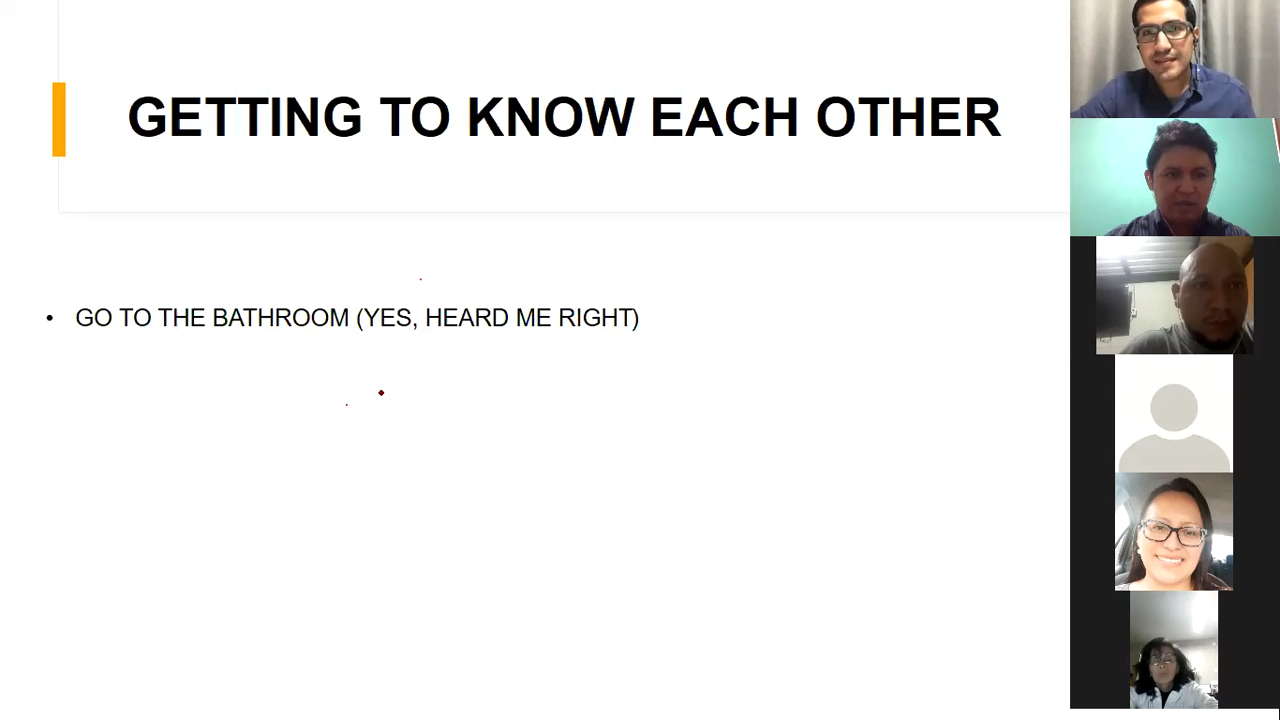 GETTING TO KNOW EACH OTHER
• GO TO THE BATHROOM (YES, HEARD ME RIGHT)